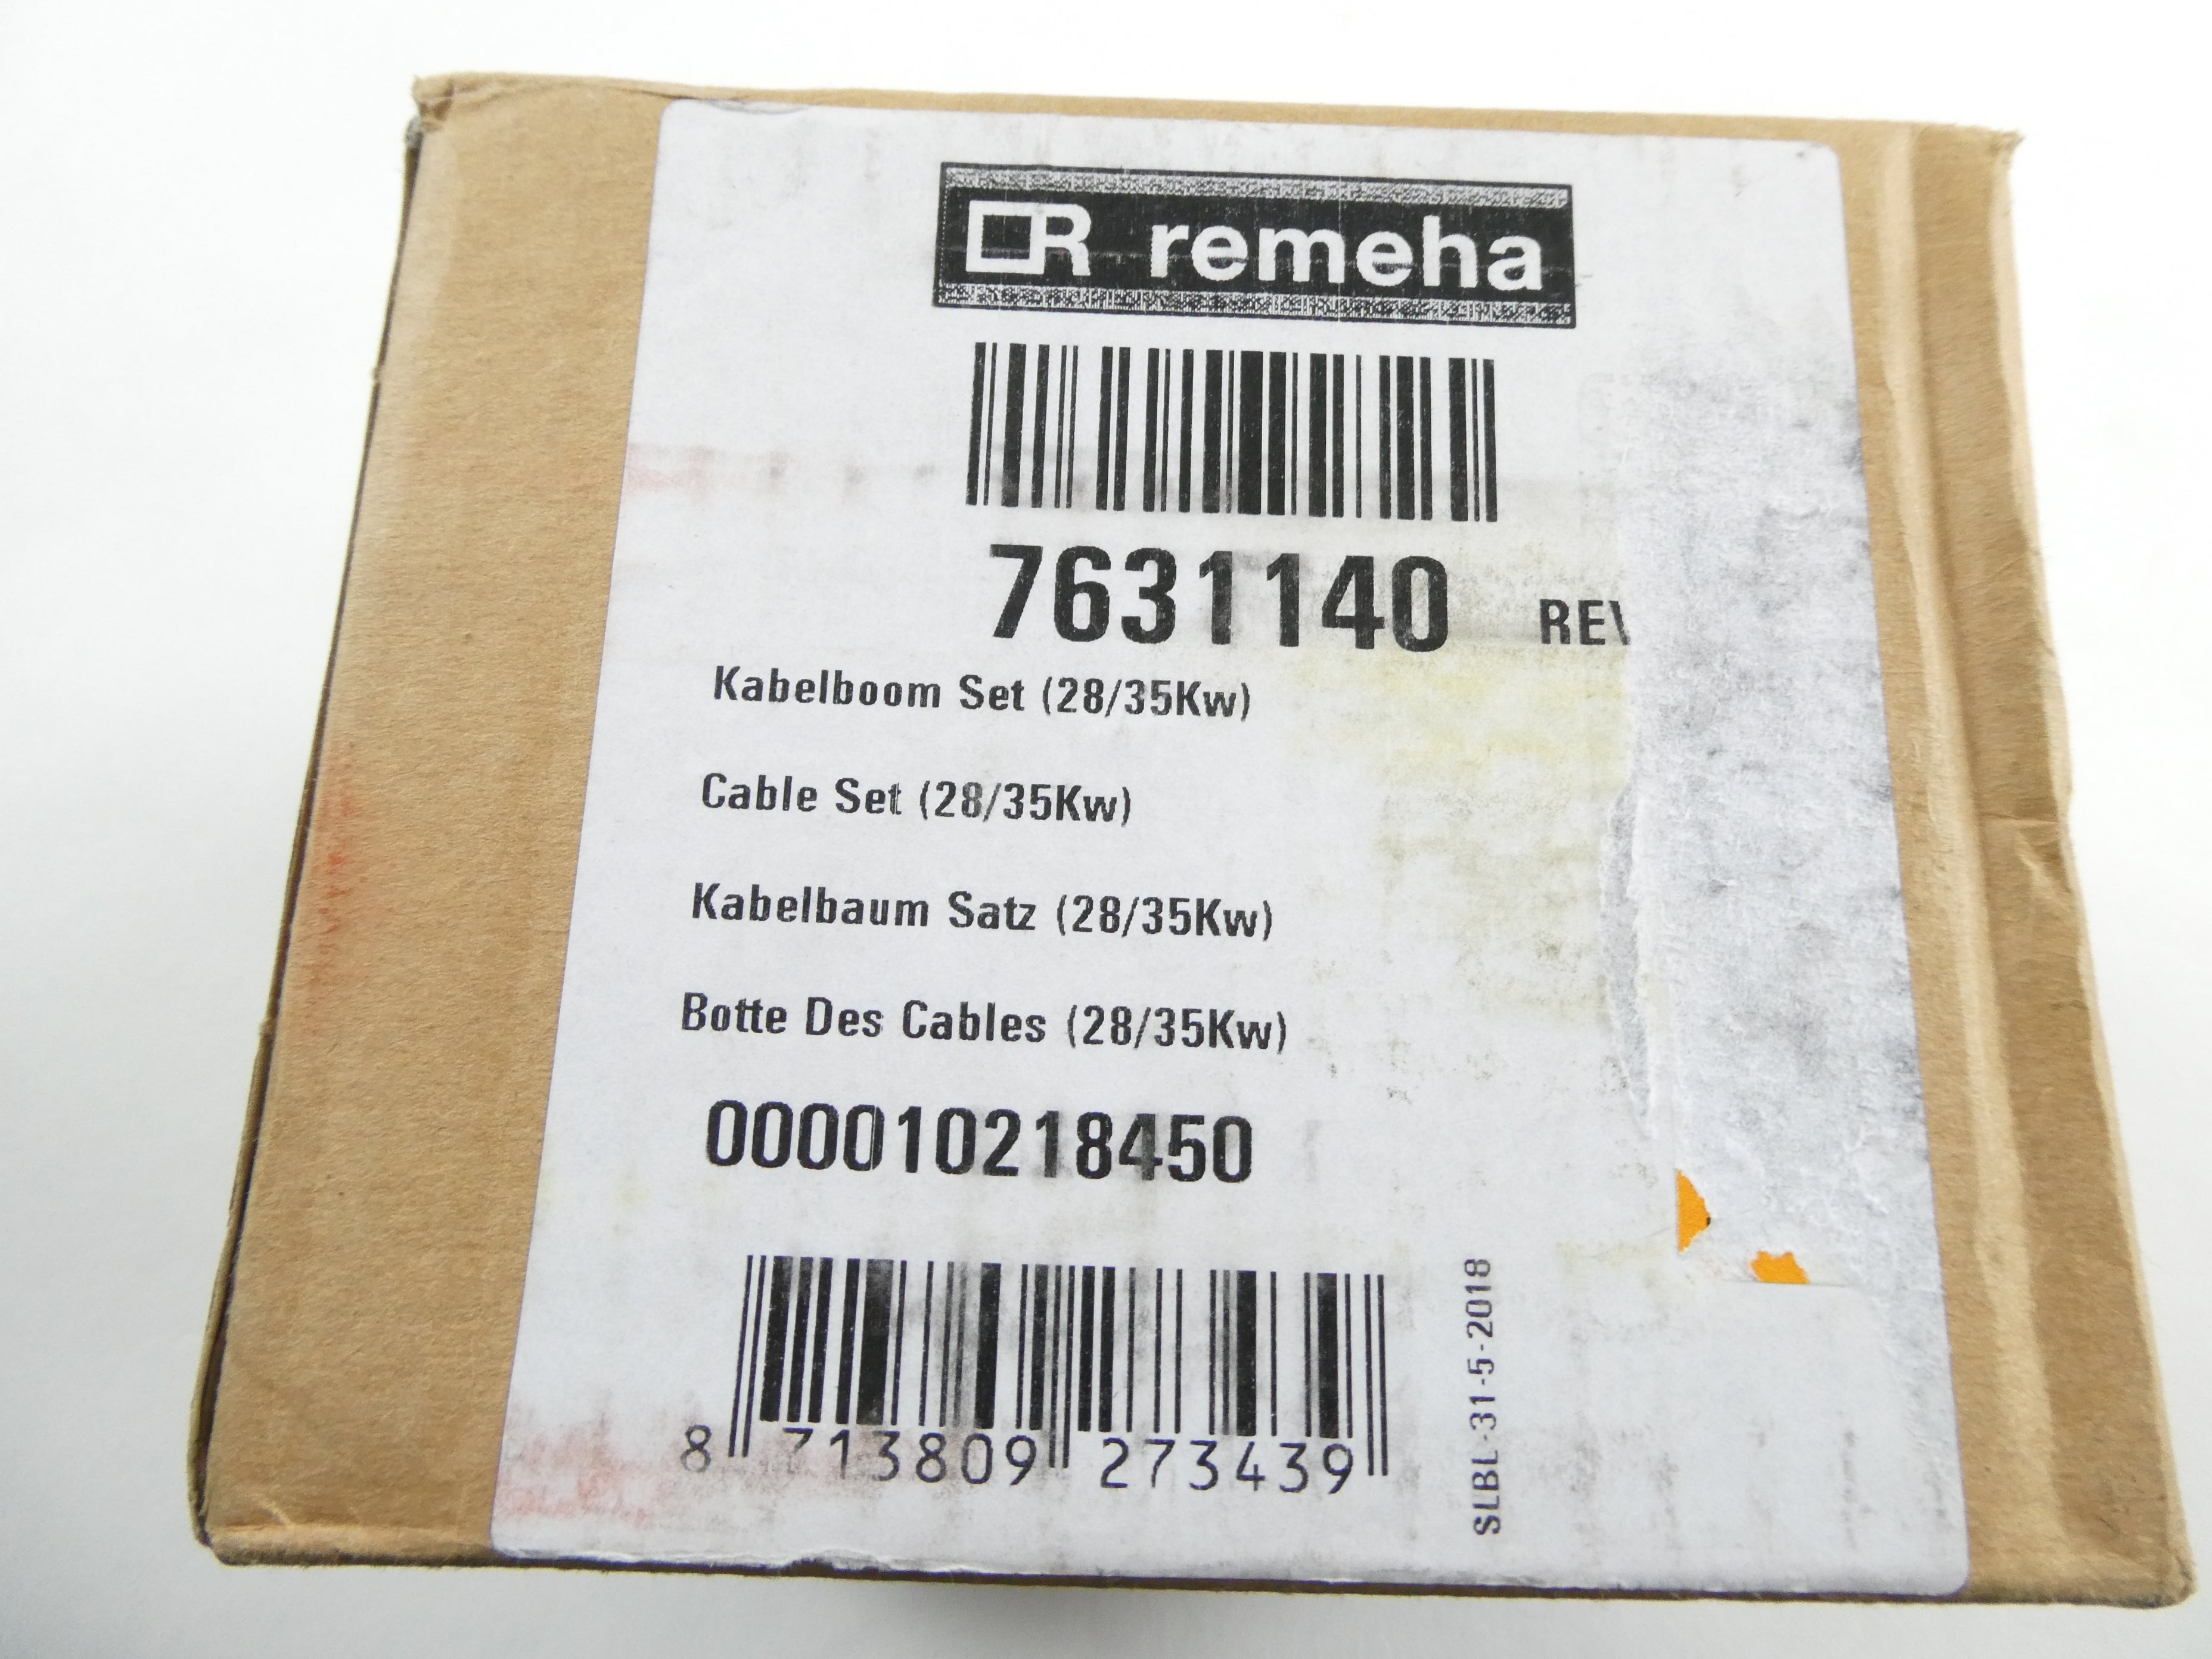 R remeha
7631140 REV
Kabelboom Set (28/35Kw)
Cable Set (28/35Kw)
Kabelbaum Satz (28/35Kw)
Botte Des Cables (28/35Kw)
000010218450
8 713809 273439
SLBL-31-5-2018